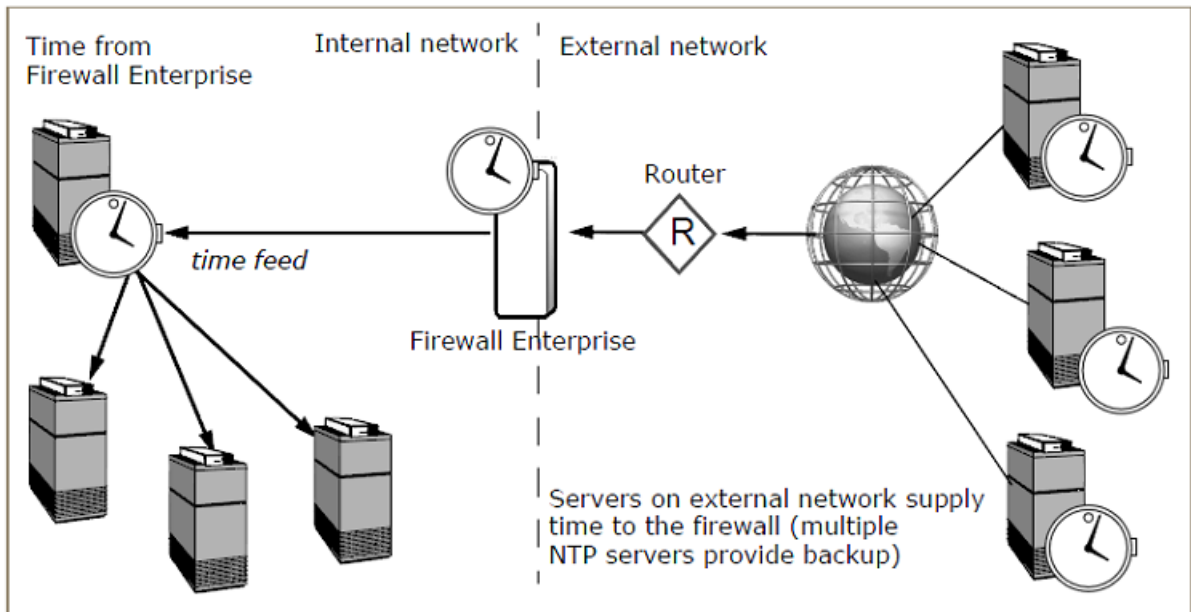 Time from
Firewall Enterprise
Internal network
External network
Router
R
time feed
Firewall Enterprise
Servers on external network supply
time to the firewall (multiple
NTP servers provide backup)